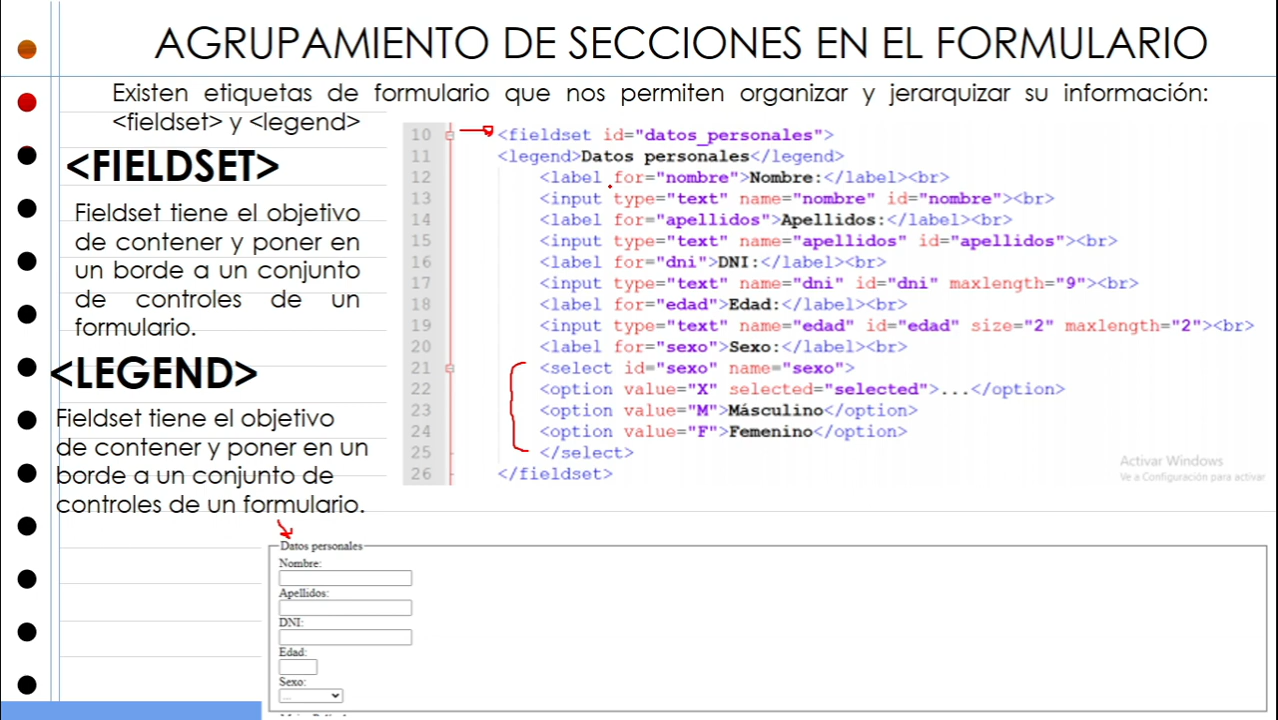 AGRUPAMIENTO DE SECCIONES EN EL FORMULARIO
Existen etiquetas de formulario que nos permiten organizar y jerarquizar su información:
<fieldset> y <legend>
<FIELDSET>
Fieldset tiene el objetivo
de contener y poner en
un borde a un conjunto
de controles de un
formulario.
<LEGEND>
Fieldset tiene el objetivo
de contener y poner en un
borde a un conjunto de
controles de un formulario.
10 <fieldset id="datos_personales">
11 <legend>Datos personales</legend>
12 <label for="nombre">Nombre:</label><br>
13 <input type="text" name="nombre" id="nombre"><br>
14 <label for="apellidos">Apellidos:</label><br>
15 <input type="text" name="apellidos" id="apellidos"><br>
16 <label for="dni">DNI:</label><br>
17 <input type="text" name="dni" id="dni" maxlength="9"><br>
18 <label for="edad">Edad:</label><br>
19 <input type="text" name="edad" id="edad" size="2" maxlength="2"><br>
20 <label for="sexo">Sexo:</label><br>
21 <select id="sexo" name="sexo">
22 <option value="X" selected="selected">...</option>
23 <option value="M">Másculino</option>
24 <option value="F">Femenino</option>
25 </select>
26 </fieldset>
Activar Windows
Ve a Configuración para activar
Datos personales
Nombre:
Apellidos:
DNI:
Edad:
Sexo:
...